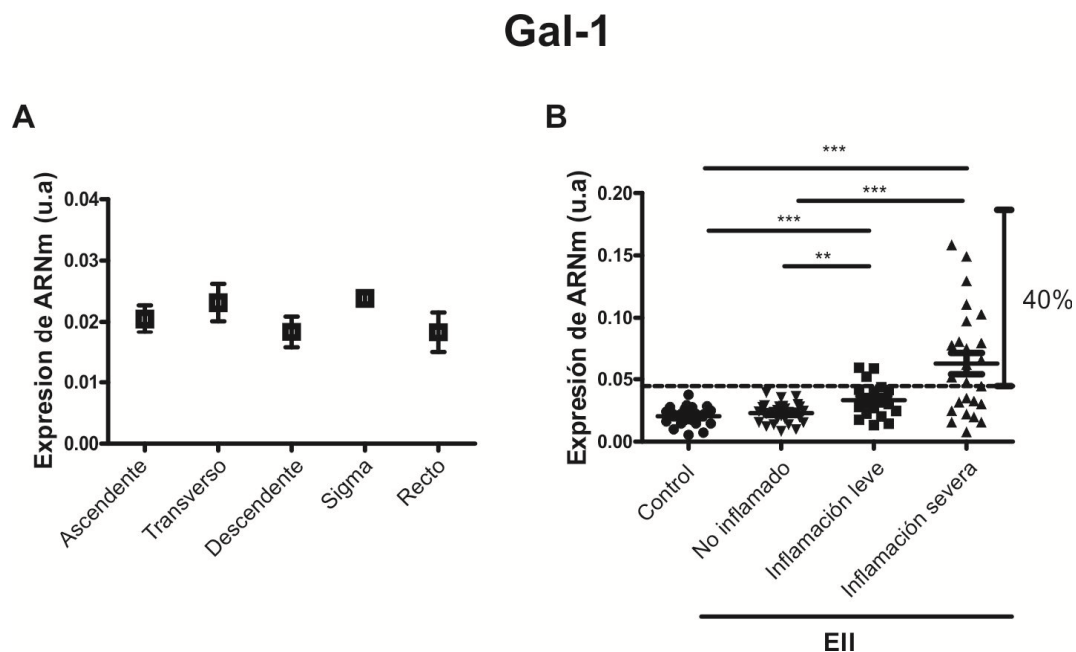 Gal-1
A
Expresion de ARNm (u.a)
0.04
0.03
0.02
0.01
0.00
Ascendente
Transverso
Descendente
Sigma
Recto
B
Expresión de ARNm (u.a)
0.20
0.15
0.10
0.05
0.00
***
***
***
**
40%
Control
No inflamado
Inflamación leve
Inflamación severa
EII